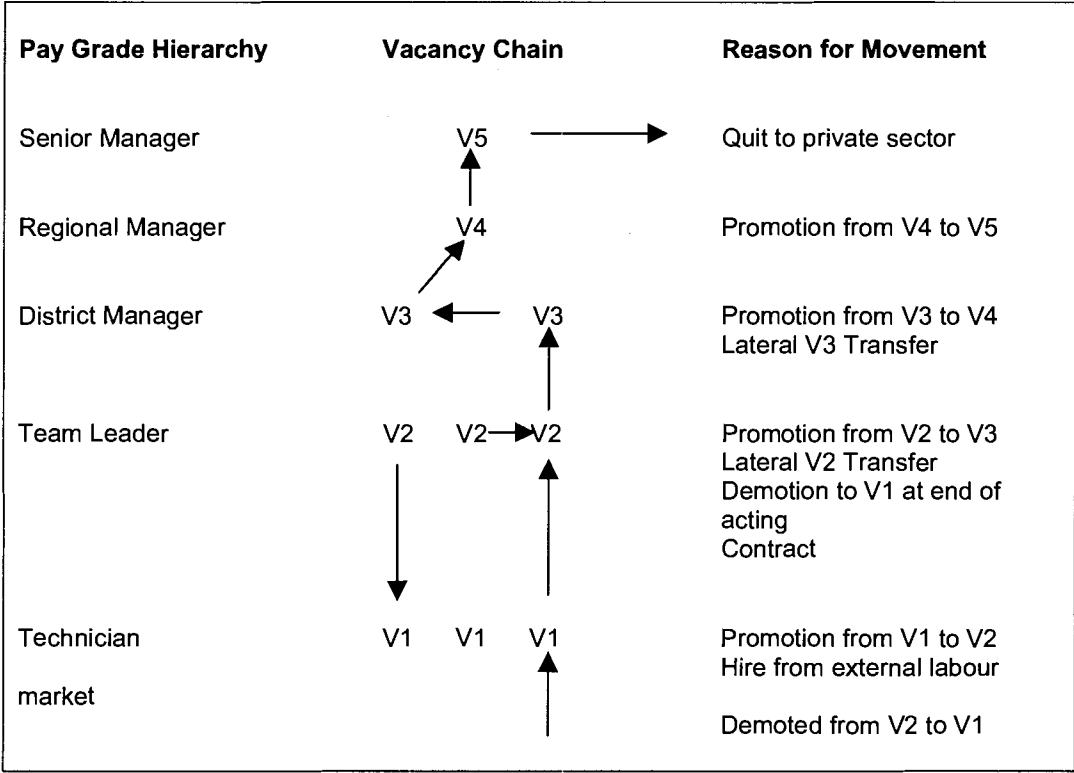 Pay Grade Hierarchy Vacancy Chain Reason for Movement
Senior Manager V5 Quit to private sector
Regional Manager V4 Promotion from V4 to V5
District Manager V3 V3 Promotion from V3 to V4
Lateral V3 Transfer
Team Leader V2 V2 V2 Promotion from V2 to V3
Lateral V2 Transfer
Demotion to V1 at end of
acting
Contract
Technician V1 V1 V1 Promotion from V1 to V2
Hire from external labour
market
Demoted from V2 to V1